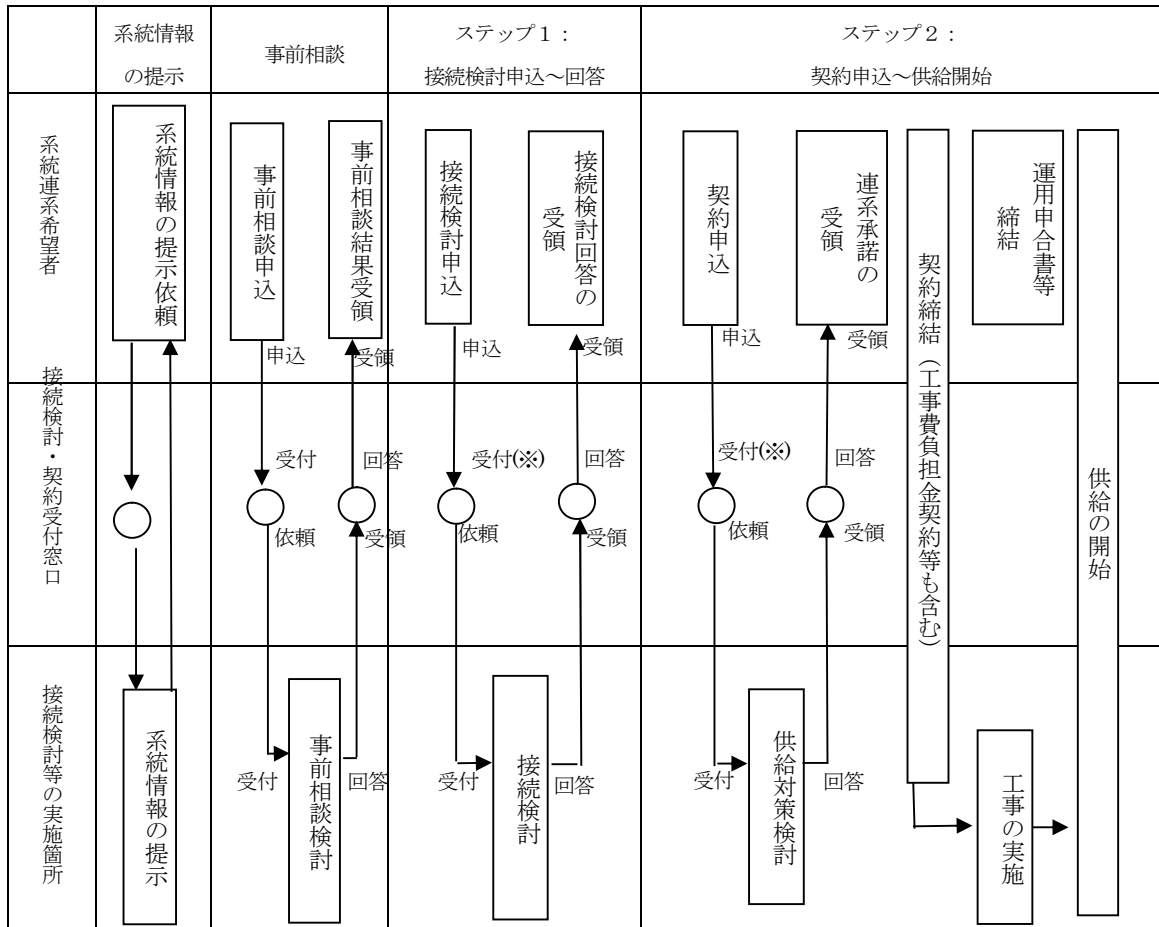 系統情報
の提示
事前相談
ステップ１：
接続検討申込～回答
ステップ２：
契約申込～供給開始
系統連系希望者
系統情報の提示依頼
事前相談申込
事前相談結果受領
接続検討申込
接続検討回答の
受領
契約申込
連系承諾の
受領
契約締結（工事費負担金契約等も含む）
運用申合書等
締結
供給の開始
申込
受領
申込
受領
申込
受領
接続検討・契約受付窓口
受付
回答
受付(※)
回答
受付(※)
回答
依頼
受領
依頼
受領
依頼
受領
接続検討等の実施箇所
系統情報の提示
受付
事前相談検討
回答
受付
接続検討
回答
受付
供給対策検討
回答
工事の実施